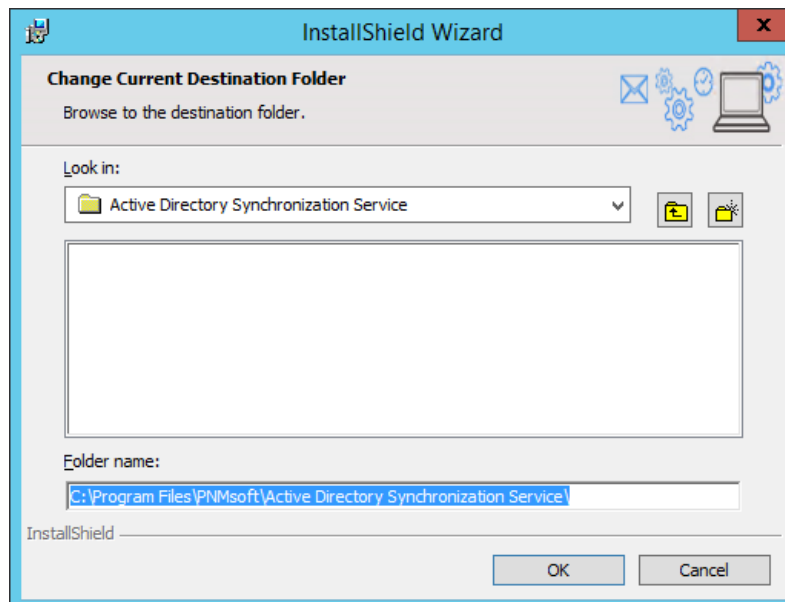 InstallShield Wizard
x
Change Current Destination Folder
Browse to the destination folder.
Look in:
Active Directory Synchronization Service
Folder name:
C:\Program Files\PNMsoft\Active Directory Synchronization Service\
InstallShield
OK Cancel